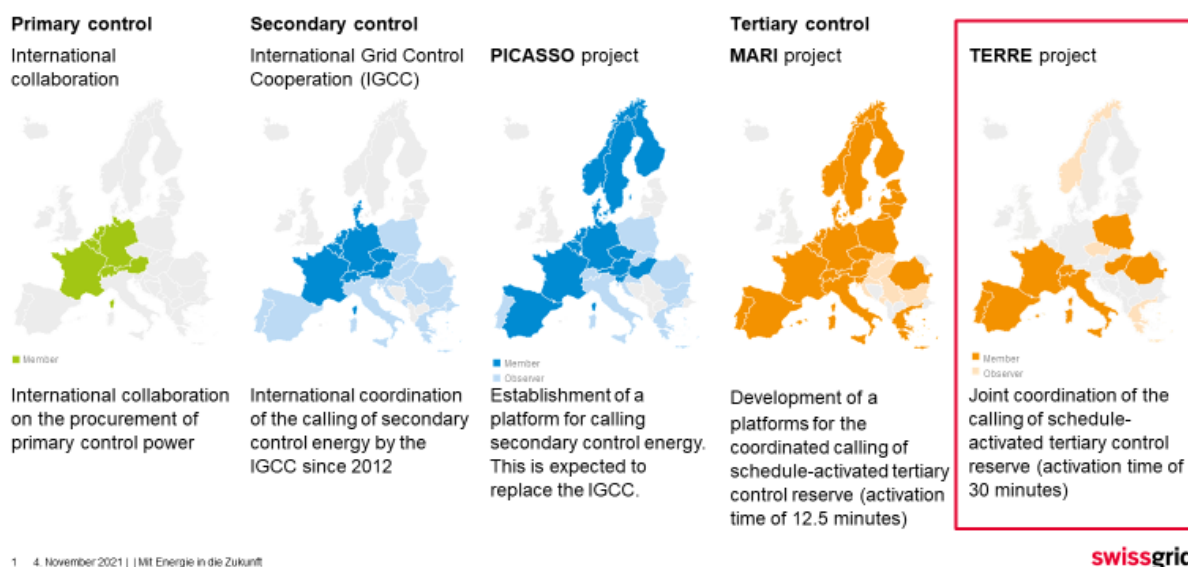 Primary control
International
collaboration
Member
International collaboration
on the procurement of
primary control power
Secondary control
International Grid Control
Cooperation (IGCC)
International coordination
of the calling of secondary
control energy by the
IGCC since 2012
PICASSO project
Member
Observer
Establishment of a
platform for calling
secondary control energy.
This is expected to
replace the IGCC.
Tertiary control
MARI project
Development of a
platforms for the
coordinated calling of
schedule-activated tertiary
control reserve (activation
time of 12.5 minutes)
TERRE project
Member
Observer
Joint coordination of the
calling of schedule-
activated tertiary control
reserve (activation time of
30 minutes)
1 4. November 2021 | | Mit Energie in die Zukunft
swissgrid